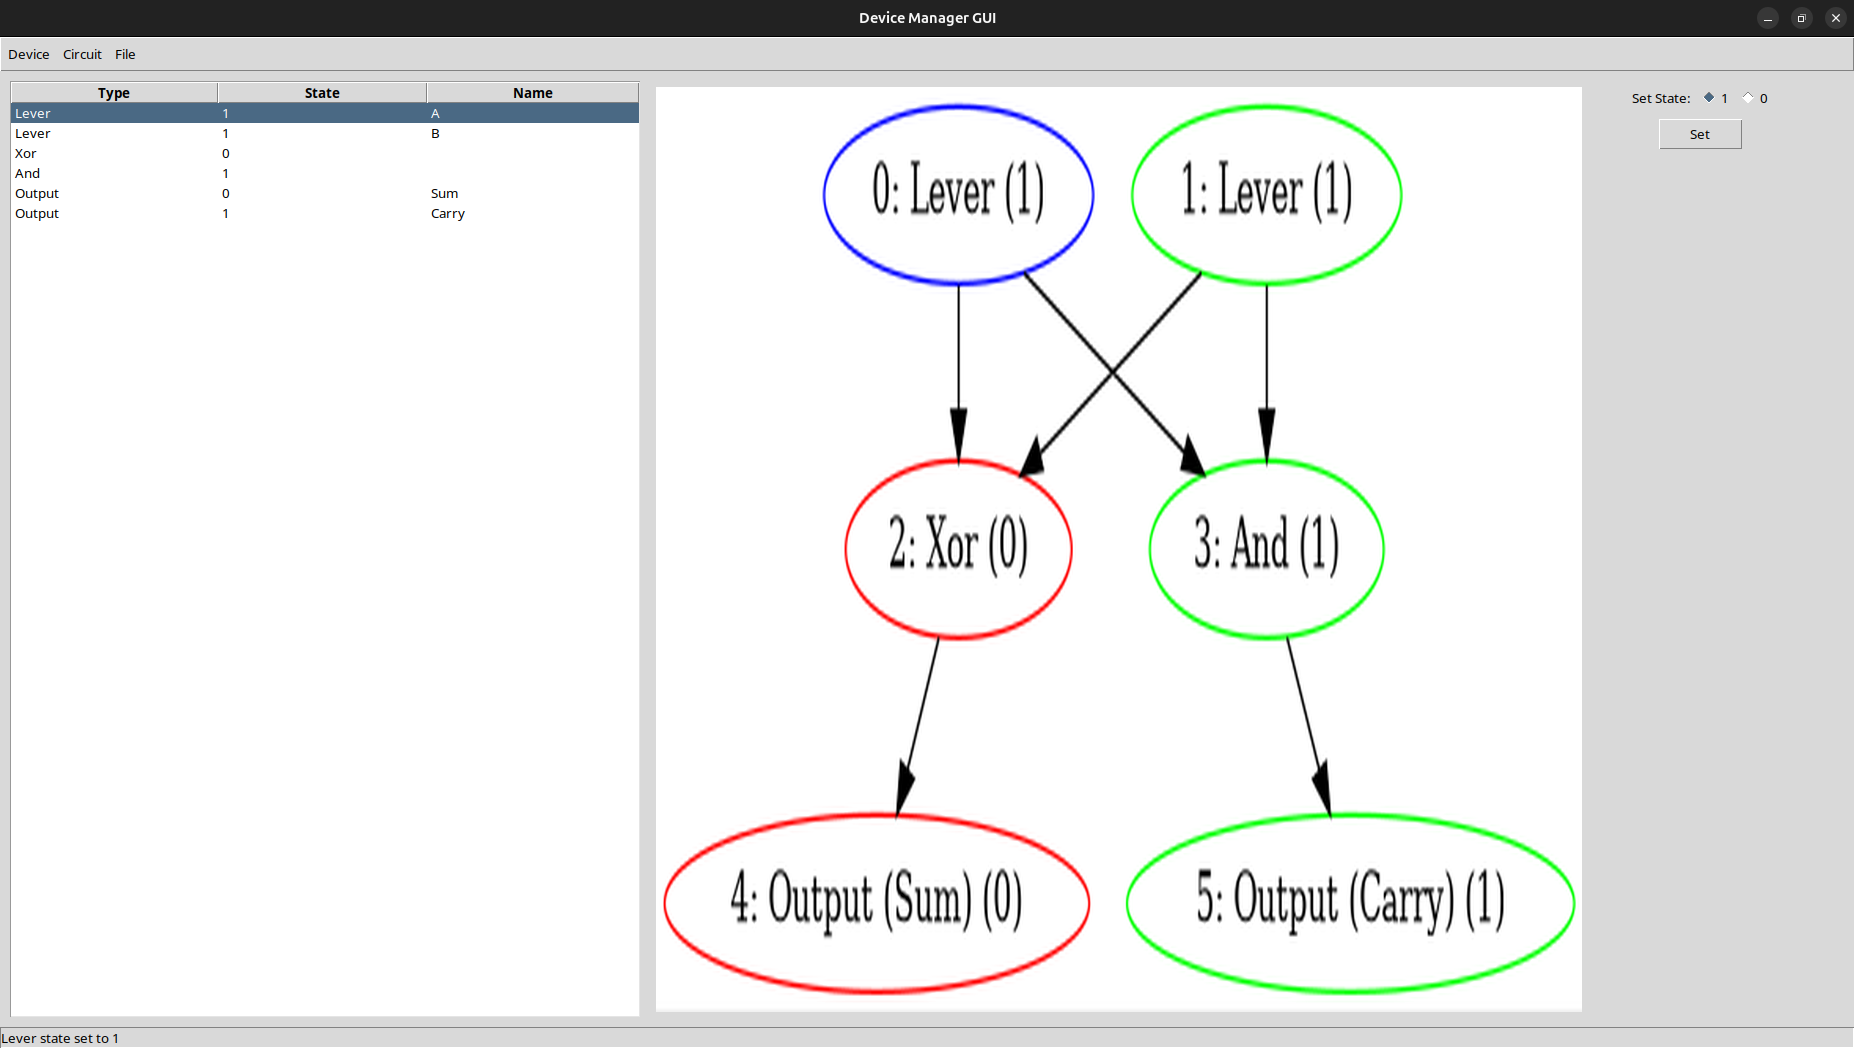 Device Manager GUI
Device Circuit File
Type State Name
Lever 1 A
Lever 1 B
Xor 0
And 1
Output 0 Sum
Output 1 Carry
0: Lever (1) 1: Lever (1)
2: Xor (0) 3: And (1)
4: Output (Sum) (0) 5: Output (Carry) (1)
Set State: 1 0
Set
Lever state set to 1